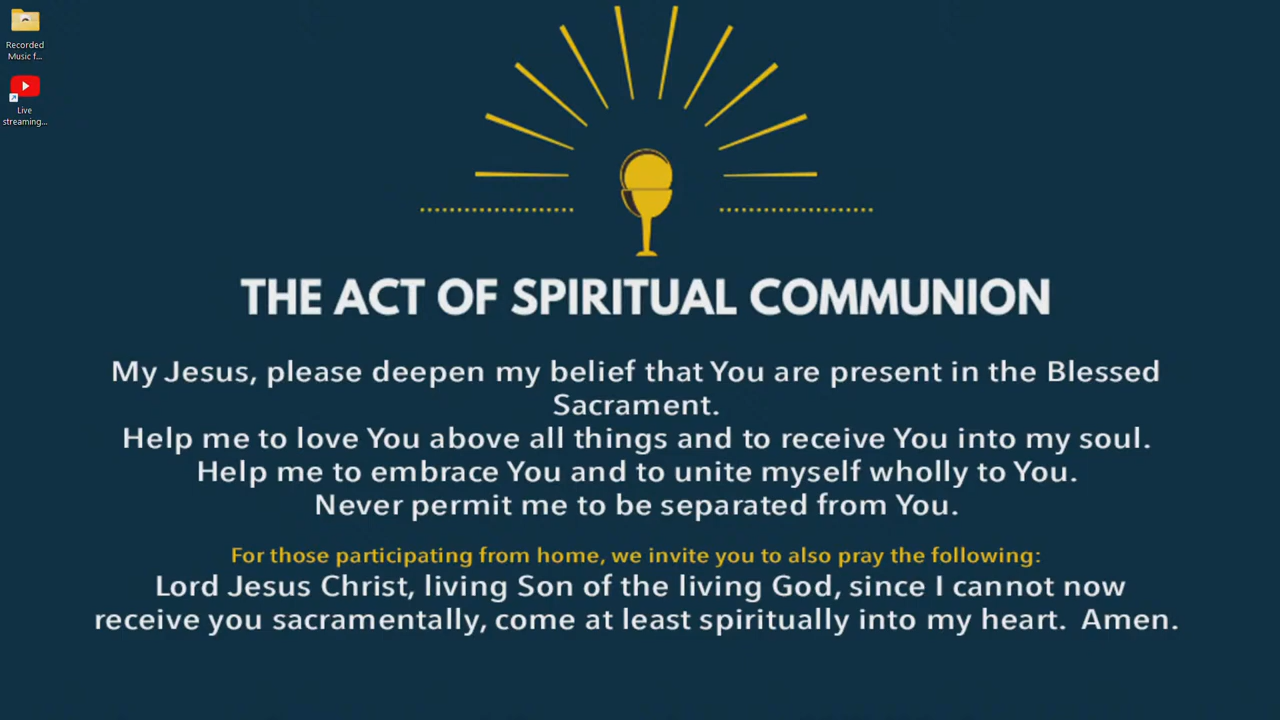 Recorded
Music f...
Live
streaming...
THE ACT OF SPIRITUAL COMMUNION
My Jesus, please deepen my belief that You are present in the Blessed
Sacrament.
Help me to love You above all things and to receive You into my soul.
Help me to embrace You and to unite myself wholly to You.
Never permit me to be separated from You.
For those participating from home, we invite you to also pray the following:
Lord Jesus Christ, living Son of the living God, since I cannot now
receive you sacramentally, come at least spiritually into my heart.  Amen.